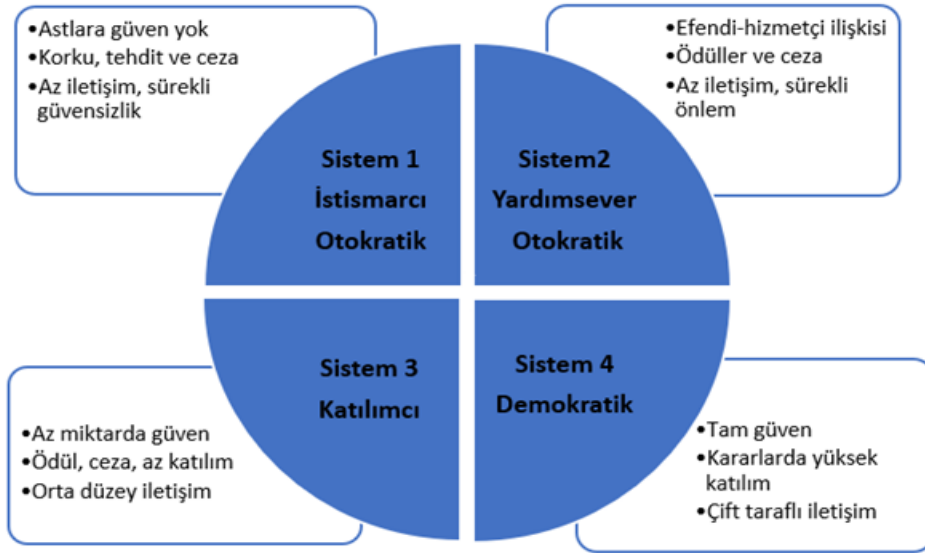 •Astlara güven yok
•Korku, tehdit ve ceza
•Az iletişim, sürekli
güvensizlik
•Efendi-hizmetçi ilişkisi
•Ödüller ve ceza
•Az iletişim, sürekli
önlem
Sistem 1
İstismarcı
Otokratik
Sistem2
Yardımsever
Otokratik
Sistem 3
Katılımcı
Sistem 4
Demokratik
•Az miktarda güven
•Ödül, ceza, az katılım
•Orta düzey iletişim
•Tam güven
•Kararlarda yüksek
katılım
•Çift taraflı iletişim